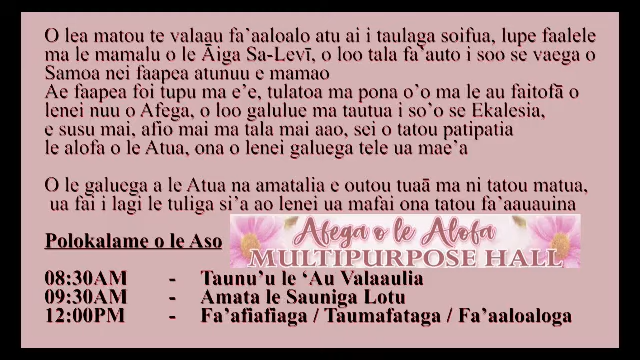 O lea matou te valaau fa’aaloalo atu ai i taulaga soifua, lupe faalele
ma le mamalu o le Āiga Sa-Levī, o loo tala fa’auto i soo se vaega o
Samoa nei faapea atunuu e mamao
Ae faapea foi tupu ma e’e, tulatoa ma pona o’o ma le au faitofā o
lenei nuu o Afega, o loo galulue ma tautua i so’o se Ekalesia,
e susu mai, afio mai ma tala mai aao, sei o tatou patipatia
le alofa o le Atua, ona o lenei galuega tele ua mae’a
O le galuega a le Atua na amatalia e outou tuaā ma ni tatou matua,
ua fai i lagi le tuliga si’a ao lenei ua mafai ona tatou fa’aauauina
Polokalame o le Aso
Afega o le Alofa
MULTIPURPOSE HALL
08:30AM - Taunu’u le ‘Au Valaaulia
09:30AM - Amata le Sauniga Lotu
12:00PM - Fa’afiafiaga / Taumafataga / Fa’aaloaloga